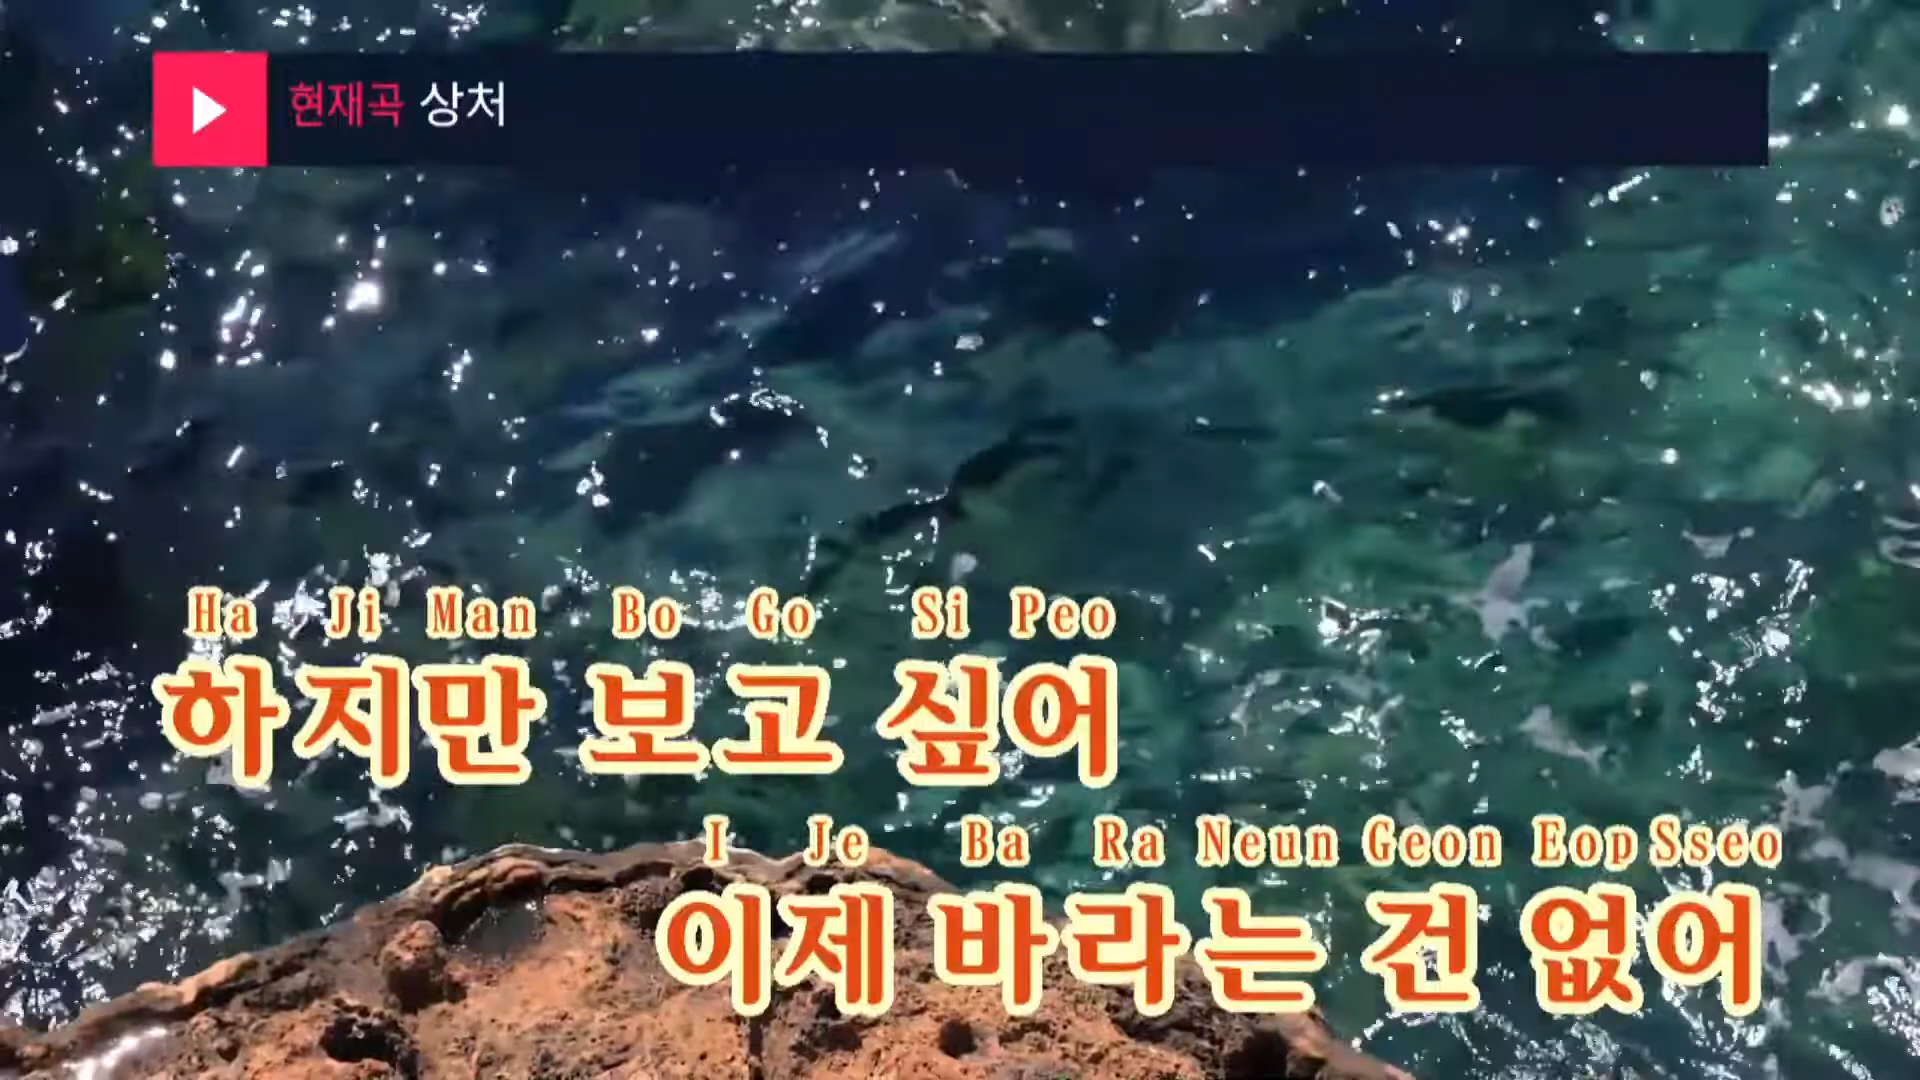 현재곡 상처
Ha Ji Man Bo Go Si Peo
하지만 보고 싶어
I Je Ba Ra Neun Geon Eop Sseo
이제 바라는 건 없어